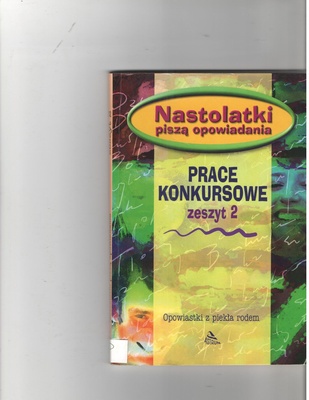 Nastolatki
piszą opowiadania
PRACE
KONKURSOWE
zeszyt 2
Opowiastki z piekła rodem